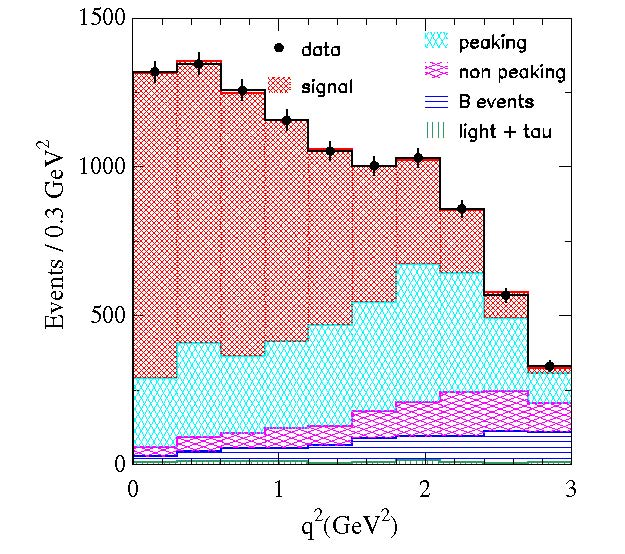 1500
1000
500
0
Events / 0.3 GeV²
data
signal
peaking
non peaking
B events
light + tau
0 1 2 3
q²(GeV²)